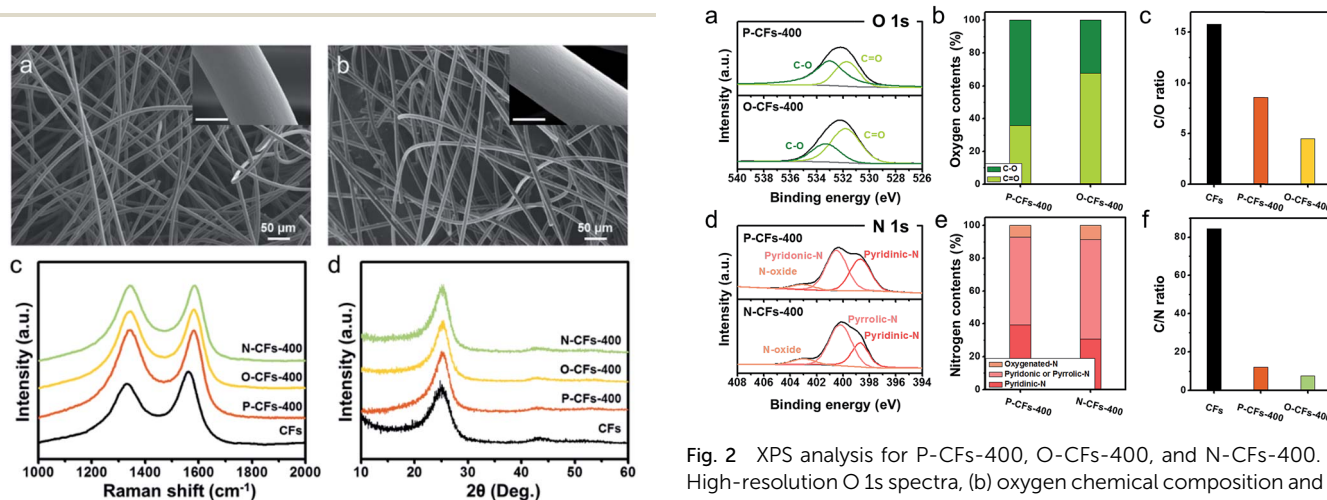 a
50 µm
b
50 µm
c
Intensity (a.u.)
N-CFs-400
O-CFs-400
P-CFs-400
CFs
1000 1200 1400 1600 1800 2000
Raman shift (cm⁻¹)
d
Intensity (a.u.)
N-CFs-400
O-CFs-400
P-CFs-400
CFs
10 20 30 40 50 60
2θ (Deg.)
a
O 1s
P-CFs-400
C-O
C=O
O-CFs-400
C-O
C=O
Intensity (a.u.)
540 538 536 534 532 530 528 526
Binding energy (eV)
b
Oxygen contents (%)
100
80
60
40
20
0
C-O
C=O
P-CFs-400
O-CFs-400
c
C/O ratio
15
10
5
0
CFs
P-CFs-400
O-CFs-400
d
N 1s
P-CFs-400
Pyridonic-N
Pyridinic-N
N-oxide
N-CFs-400
Pyrrolic-N
Pyridinic-N
N-oxide
Intensity (a.u.)
408 406 404 402 400 398 396 394
Binding energy (eV)
e
Nitrogen contents (%)
100
80
60
40
20
0
Oxygenated-N
Pyridonic or Pyrrolic-N
Pyridinic-N
P-CFs-400
N-CFs-400
f
C/N ratio
80
60
40
20
0
CFs
P-CFs-400
O-CFs-400
Fig. 2 XPS analysis for P-CFs-400, O-CFs-400, and N-CFs-400.
High-resolution O 1s spectra, (b) oxygen chemical composition and